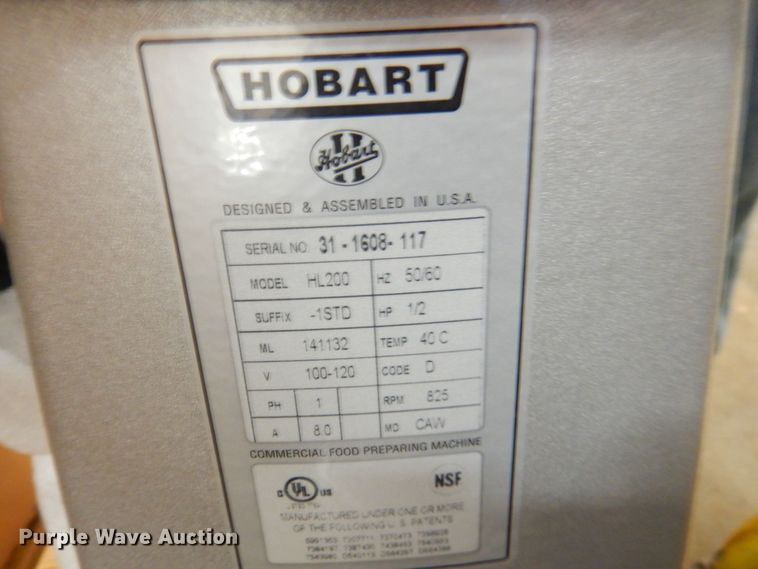 HOBART
Hobart
DESIGNED & ASSEMBLED IN U.S.A.
SERIAL NO. 31-1608-117
MODEL HL200 HZ 50/60
SUFFIX -1STD HP 1/2
ML 141132 TEMP 40 C
V 100-120 CODE D
PH 1 RPM 825
A 8.0 MO CAW
COMMERCIAL FOOD PREPARING MACHINE
C UL US NSF
LISTED
MANUFACTURED UNDER ONE OR MORE
OF THE FOLLOWING U.S. PATENTS
Purple Wave Auction